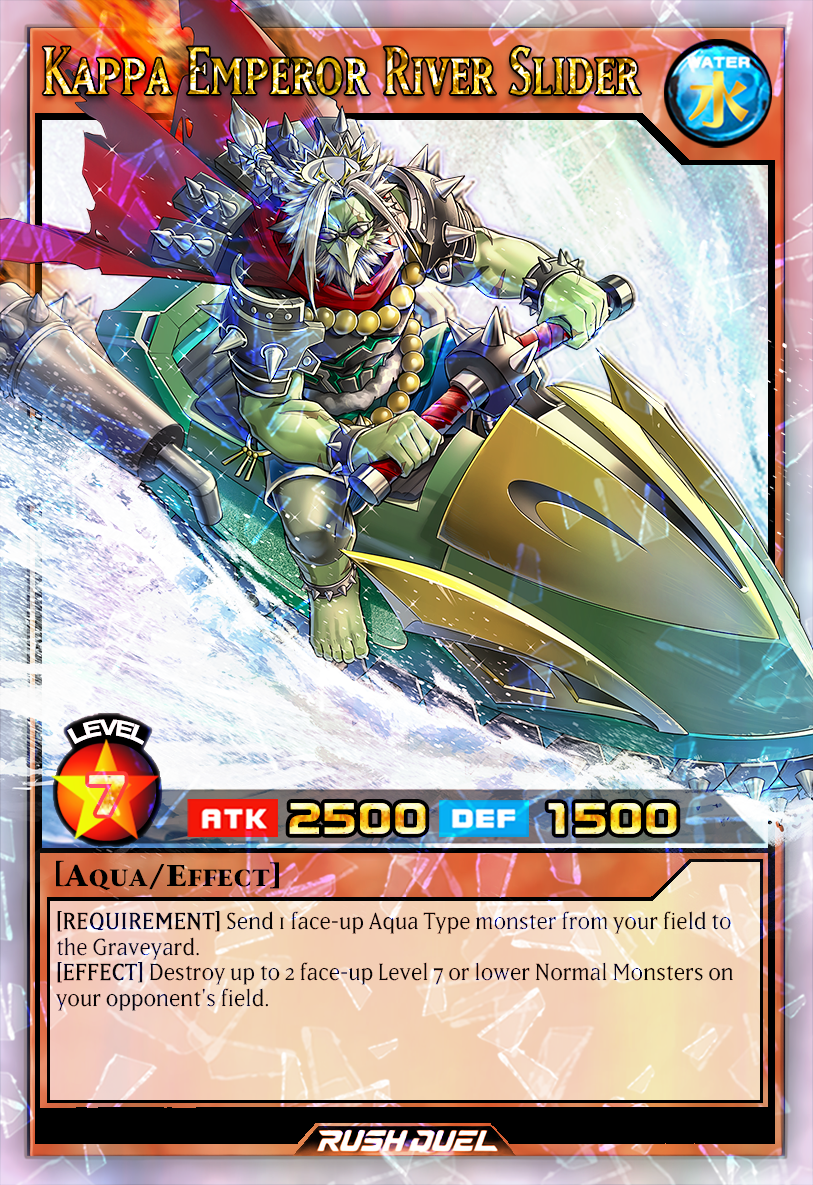 Kappa Emperor River Slider
WATER
水
LEVEL
7
ATK 2500 DEF 1500
[Aqua/Effect]
[REQUIREMENT] Send 1 face-up Aqua Type monster from your field to
the Graveyard.
[EFFECT] Destroy up to 2 face-up Level 7 or lower Normal Monsters on
your opponent's field.
RUSH DUEL